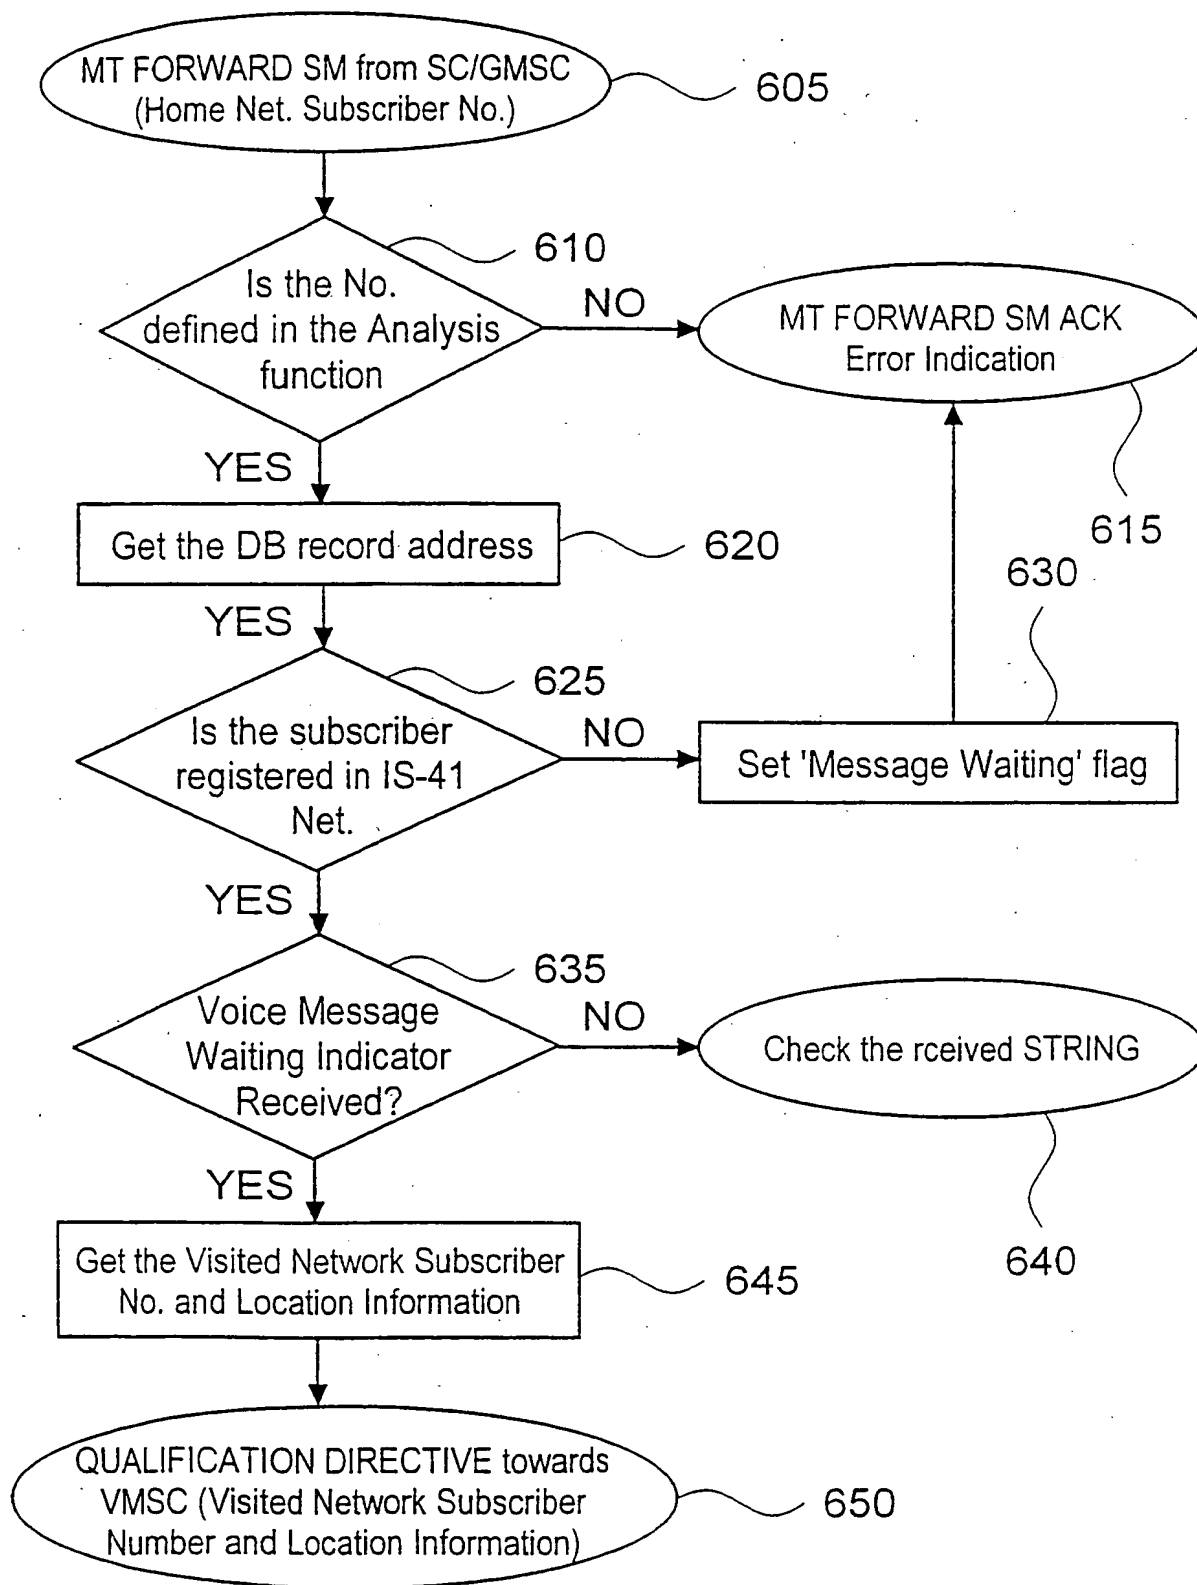 MT FORWARD SM from SC/GMSC
(Home Net. Subscriber No.)
605
610
Is the No.
defined in the Analysis
function
NO
MT FORWARD SM ACK
Error Indication
615
YES
Get the DB record address
620
630
YES
625
Is the subscriber
registered in IS-41
Net.
NO
Set 'Message Waiting' flag
YES
635
Voice Message
Waiting Indicator
Received?
NO
Check the rceived STRING
640
YES
Get the Visited Network Subscriber
No. and Location Information
645
QUALIFICATION DIRECTIVE towards
VMSC (Visited Network Subscriber
Number and Location Information)
650